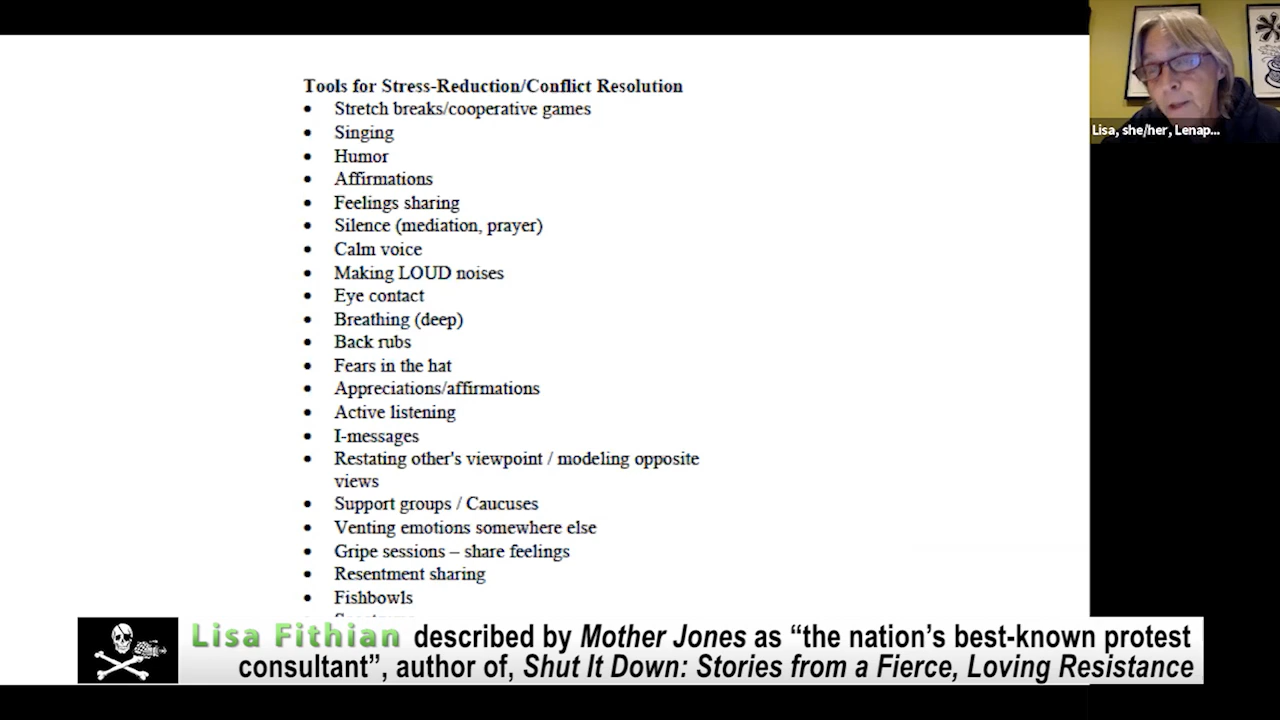 Tools for Stress-Reduction/Conflict Resolution
• Stretch breaks/cooperative games
• Singing
• Humor
• Affirmations
• Feelings sharing
• Silence (mediation, prayer)
• Calm voice
• Making LOUD noises
• Eye contact
• Breathing (deep)
• Back rubs
• Fears in the hat
• Appreciations/affirmations
• Active listening
• I-messages
• Restating other's viewpoint / modeling opposite
views
• Support groups / Caucuses
• Venting emotions somewhere else
• Gripe sessions – share feelings
• Resentment sharing
• Fishbowls
Lisa, she/her, Lenap...
Lisa Fithian described by Mother Jones as “the nation’s best-known protest
consultant”, author of, Shut It Down: Stories from a Fierce, Loving Resistance